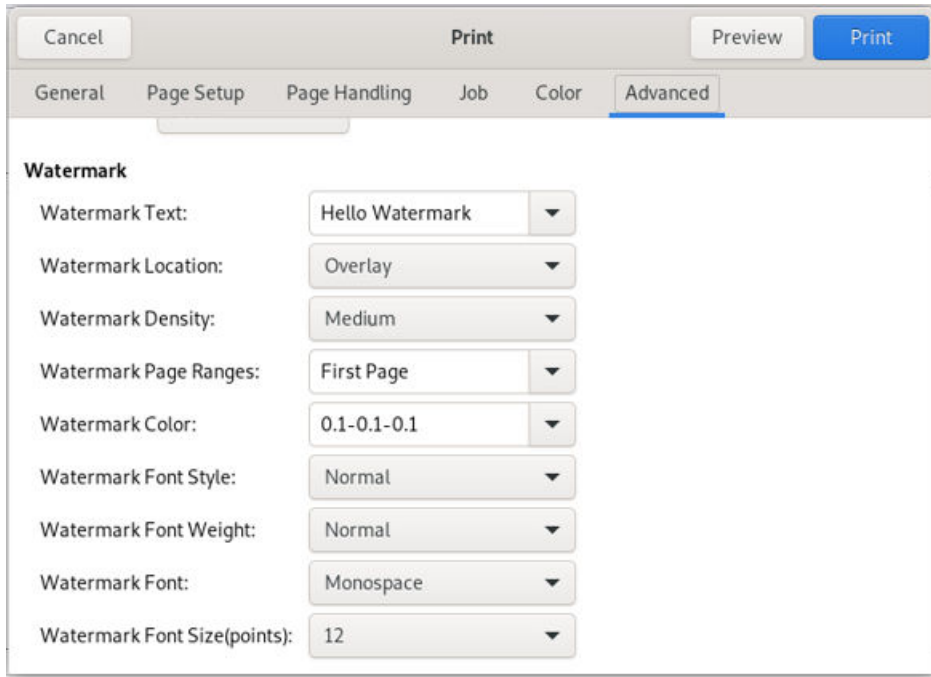 Cancel Print Preview Print
General Page Setup Page Handling Job Color Advanced
Watermark
Watermark Text: Hello Watermark
Watermark Location: Overlay
Watermark Density: Medium
Watermark Page Ranges: First Page
Watermark Color: 0.1-0.1-0.1
Watermark Font Style: Normal
Watermark Font Weight: Normal
Watermark Font: Monospace
Watermark Font Size(points): 12